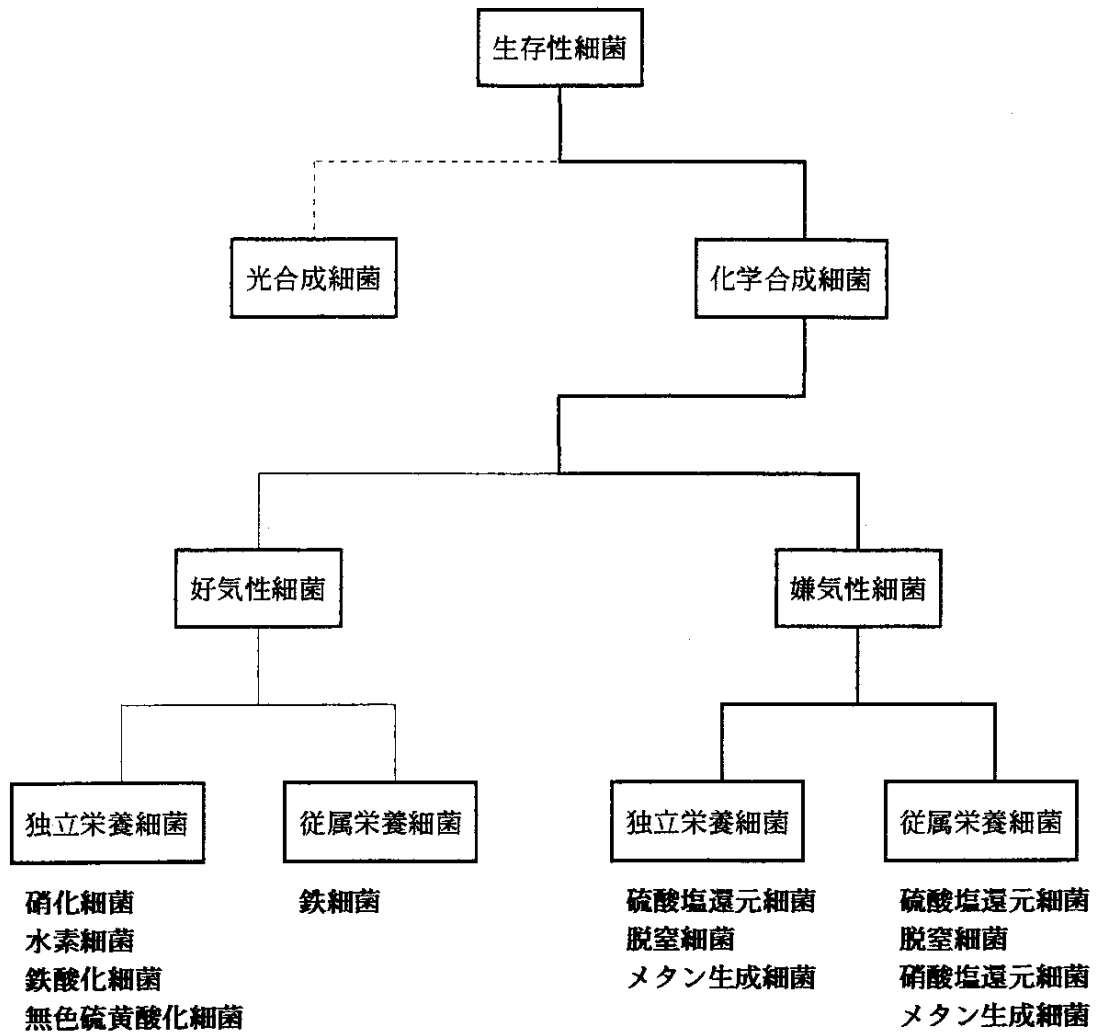 生存性細菌
光合成細菌
化学合成細菌
好気性細菌
嫌気性細菌
独立栄養細菌
従属栄養細菌
独立栄養細菌
従属栄養細菌
硝化細菌
水素細菌
鉄酸化細菌
無色硫黄酸化細菌
鉄細菌
硫酸塩還元細菌
脱窒細菌
メタン生成細菌
硫酸塩還元細菌
脱窒細菌
硝酸塩還元細菌
メタン生成細菌